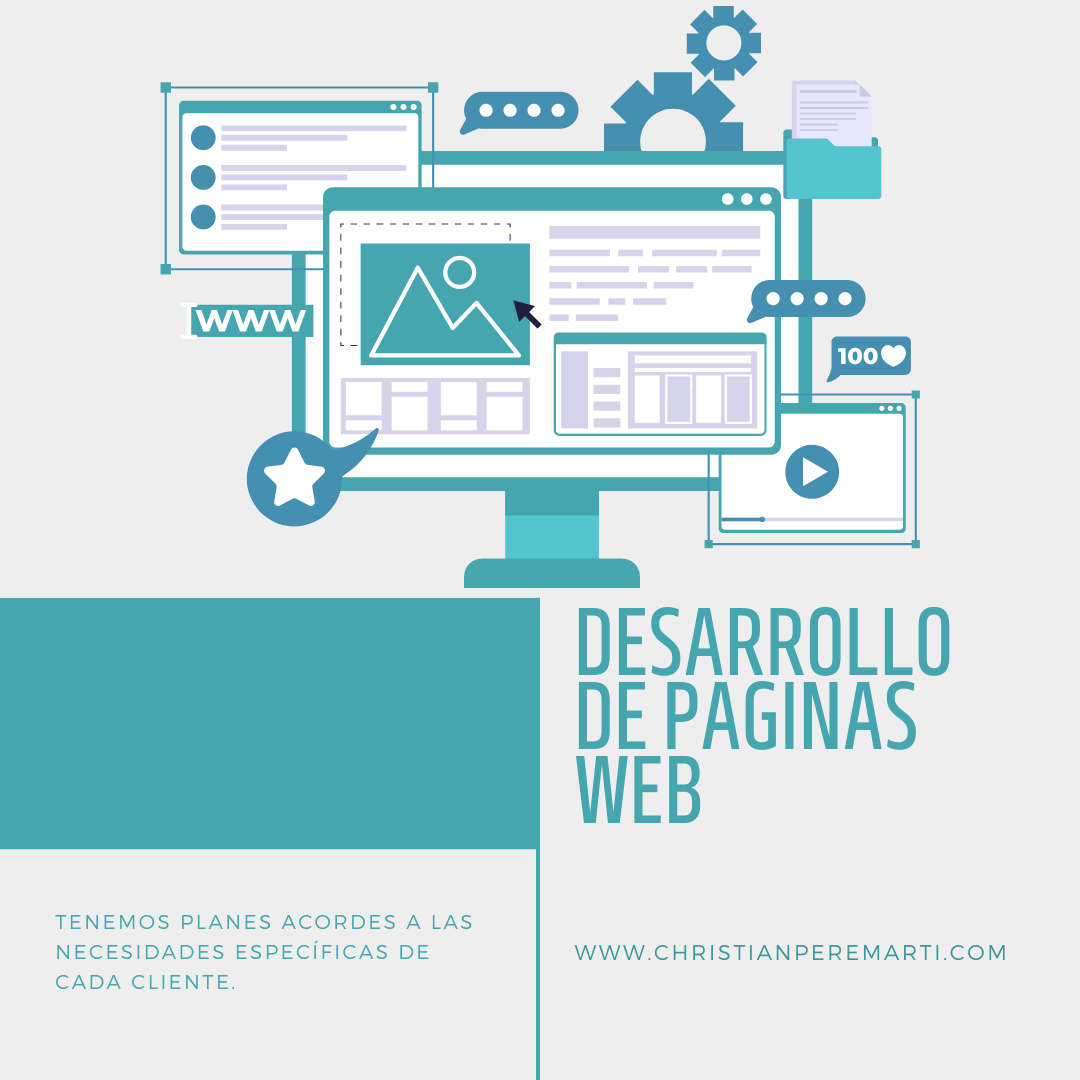 WWW
100
DESARROLLO
DE PAGINAS
WEB
TENEMOS PLANES ACORDES A LAS
NECESIDADES ESPECÍFICAS DE
CADA CLIENTE.
WWW.CHRISTIANPEREMARTI.COM